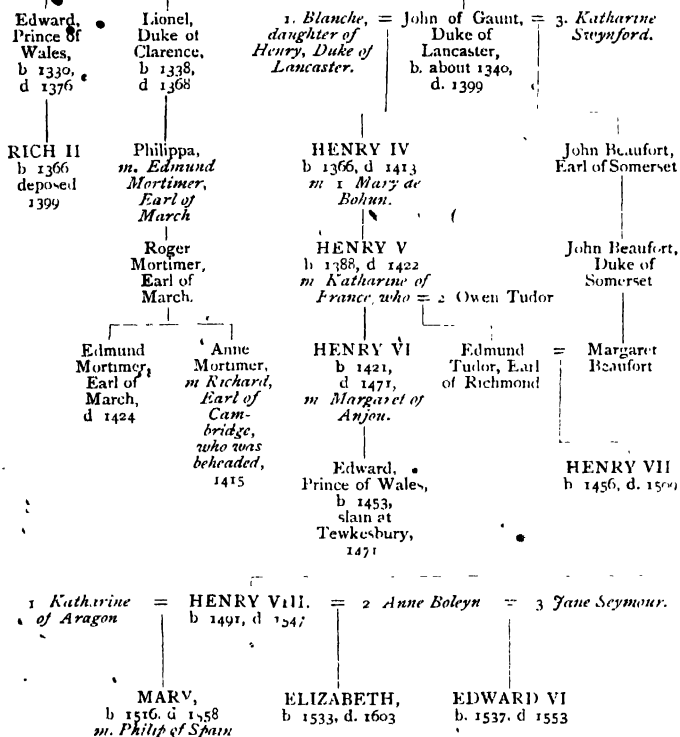 Edward,
Prince of
Wales,
b 1330,
d 1376
Lionel,
Duke of
Clarence,
b 1338,
d 1368
1. Blanche,
daughter of
Henry, Duke of
Lancaster.
=
John of Gaunt,
Duke of
Lancaster,
b. about 1340,
d. 1399
=
3. Katharine
Swynford.
RICH II
b 1366
deposed
1399
Philippa,
m. Edmund
Mortimer,
Earl of
March
HENRY IV
b 1366, d 1413
m 1 Mary de
Bohun.
John Beaufort,
Earl of Somerset
Roger
Mortimer,
Earl of
March.
HENRY V
b 1388, d 1422
m Katharine of
France, who = 2 Owen Tudor
John Beaufort,
Duke of
Somerset
Edmund
Mortimer,
Earl of
March,
d 1424
Anne
Mortimer,
m Richard,
Earl of
Cam-
bridge,
who was
beheaded,
1415
HENRY VI
b 1421,
d 1471,
m Margaret of
Anjou.
Edmund
Tudor, Earl
of Richmond
=
Margaret
Beaufort
Edward,
Prince of Wales,
b 1453,
slain at
Tewkesbury,
1471
HENRY VII
b 1456, d. 1509
1 Katharine
of Aragon
=
HENRY VIII.
b 1491, d 1547
=
2 Anne Boleyn
=
3 Jane Seymour.
MARY,
b 1516, d 1558
m. Philip of Spain
ELIZABETH,
b 1533, d. 1603
EDWARD VI
b. 1537, d 1553